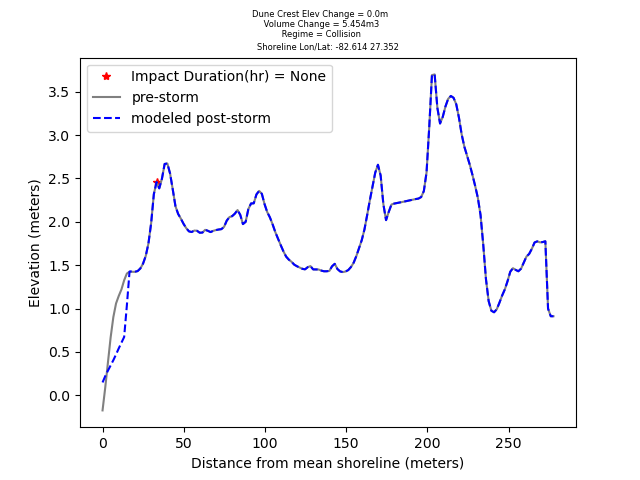 Dune Crest Elev Change = 0.0m
Volume Change = 5.454m3
Regime = Collision
Shoreline Lon/Lat: -82.614 27.352
Impact Duration(hr) = None
pre-storm
modeled post-storm
Elevation (meters)
3.5
3.0
2.5
2.0
1.5
1.0
0.5
0.0
0 50 100 150 200 250
Distance from mean shoreline (meters)